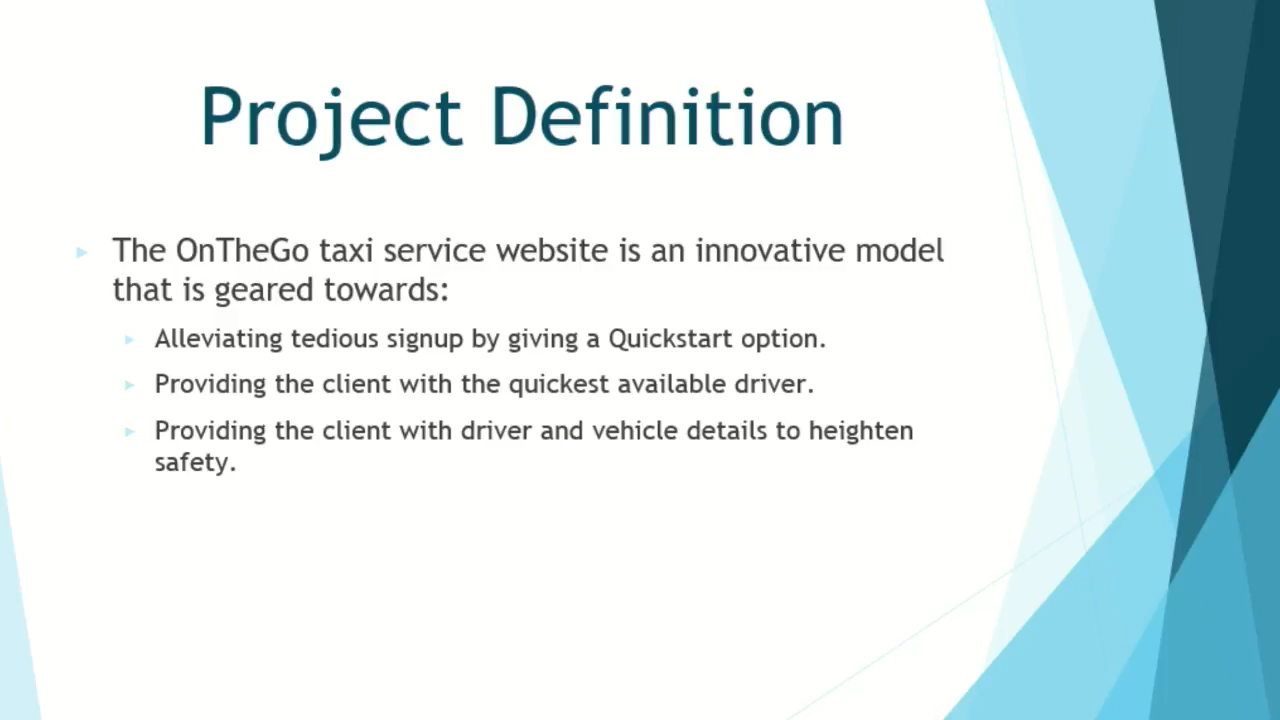 Project Definition
The OnTheGo taxi service website is an innovative model
that is geared towards:
Alleviating tedious signup by giving a Quickstart option.
Providing the client with the quickest available driver.
Providing the client with driver and vehicle details to heighten
safety.